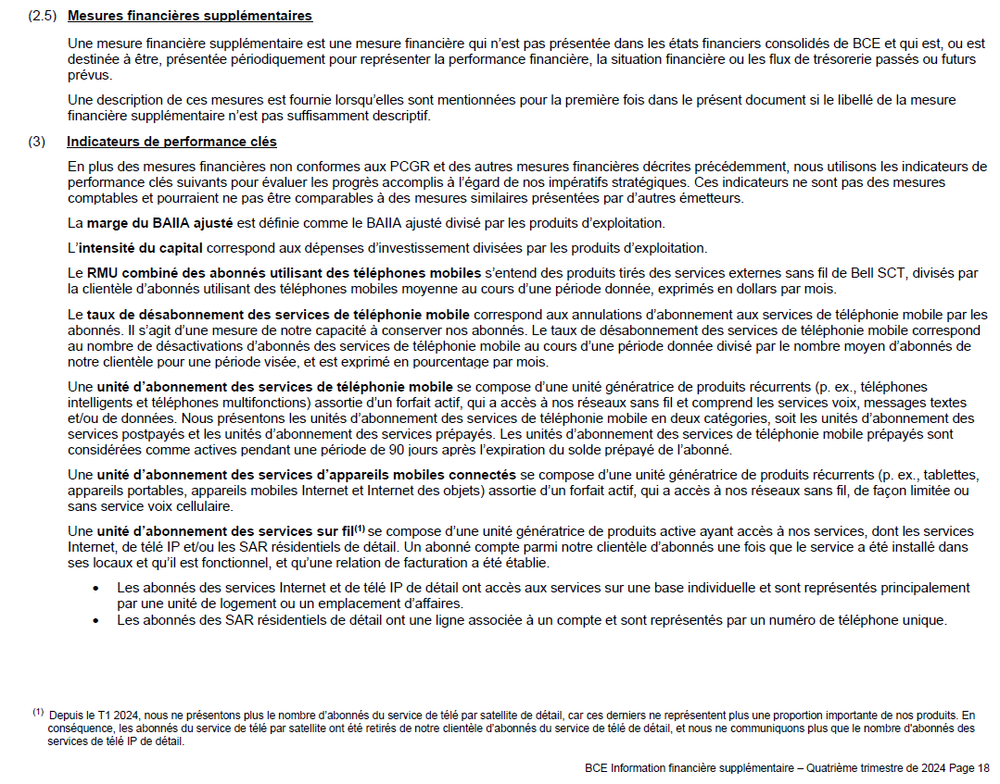 (2.5) Mesures financières supplémentaires
Une mesure financière supplémentaire est une mesure financière qui n’est pas présentée dans les états financiers consolidés de BCE et qui est, ou est
destinée à être, présentée périodiquement pour représenter la performance financière, la situation financière ou les flux de trésorerie passés ou futurs
prévus.
Une description de ces mesures est fournie lorsqu’elles sont mentionnées pour la première fois dans le présent document si le libellé de la mesure
financière supplémentaire n’est pas suffisamment descriptif.
(3) Indicateurs de performance clés
En plus des mesures financières non conformes aux PCGR et des autres mesures financières décrites précédemment, nous utilisons les indicateurs de
performance clés suivants pour évaluer les progrès accomplis à l’égard de nos impératifs stratégiques. Ces indicateurs ne sont pas des mesures
comptables et pourraient ne pas être comparables à des mesures similaires présentées par d’autres émetteurs.
La marge du BAIIA ajusté est définie comme le BAIIA ajusté divisé par les produits d’exploitation.
L’intensité du capital correspond aux dépenses d’investissement divisées par les produits d’exploitation.
Le RMU combiné des abonnés utilisant des téléphones mobiles s’entend des produits tirés des services externes sans fil de Bell SCT, divisés par
la clientèle d’abonnés utilisant des téléphones mobiles moyenne au cours d’une période donnée, exprimés en dollars par mois.
Le taux de désabonnement des services de téléphonie mobile correspond aux annulations d’abonnement aux services de téléphonie mobile par les
abonnés. Il s’agit d’une mesure de notre capacité à conserver nos abonnés. Le taux de désabonnement des services de téléphonie mobile correspond
au nombre de désactivations d’abonnés des services de téléphonie mobile au cours d’une période donnée divisé par le nombre moyen d’abonnés de
notre clientèle pour une période visée, et est exprimé en pourcentage par mois.
Une unité d’abonnement des services de téléphonie mobile se compose d’une unité génératrice de produits récurrents (p. ex., téléphones
intelligents et téléphones multifonctions) assortie d’un forfait actif, qui a accès à nos réseaux sans fil et comprend les services voix, messages textes
et/ou de données. Nous présentons les unités d’abonnement des services de téléphonie mobile en deux catégories, soit les unités d’abonnement des
services postpayés et les unités d’abonnement des services prépayés. Les unités d’abonnement des services de téléphonie mobile prépayés sont
considérées comme actives pendant une période de 90 jours après l’expiration du solde prépayé de l’abonné.
Une unité d’abonnement des services d’appareils mobiles connectés se compose d’une unité génératrice de produits récurrents (p. ex., tablettes,
appareils portables, appareils mobiles Internet et Internet des objets) assortie d’un forfait actif, qui a accès à nos réseaux sans fil, de façon limitée ou
sans service voix cellulaire.
Une unité d’abonnement des services sur fil(1) se compose d’une unité génératrice de produits active ayant accès à nos services, dont les services
Internet, de télé IP et/ou les SAR résidentiels de détail. Un abonné compte parmi notre clientèle d’abonnés une fois que le service a été installé dans
ses locaux et qu’il est fonctionnel, et qu’une relation de facturation a été établie.
• Les abonnés des services Internet et de télé IP de détail ont accès aux services sur une base individuelle et sont représentés principalement
par une unité de logement ou un emplacement d’affaires.
• Les abonnés des SAR résidentiels de détail ont une ligne associée à un compte et sont représentés par un numéro de téléphone unique.
(1) Depuis le T1 2024, nous ne présentons plus le nombre d’abonnés du service de télé par satellite de détail, car ces derniers ne représentent plus une proportion importante de nos produits. En
conséquence, les abonnés du service de télé par satellite ont été retirés de notre clientèle d'abonnés du service de télé de détail, et nous ne communiquons plus que le nombre d'abonnés des
services de télé IP de détail.
BCE Information financière supplémentaire – Quatrième trimestre de 2024 Page 18